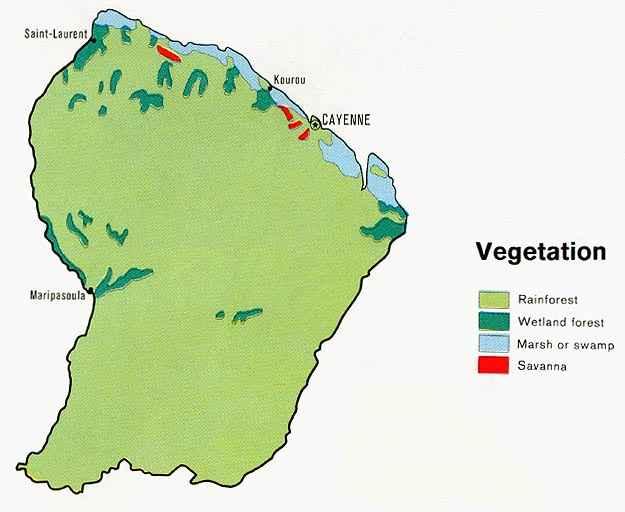 Saint-Laurent
Kourou
CAYENNE
Maripasoula
Vegetation
Rainforest
Wetland forest
Marsh or swamp
Savanna